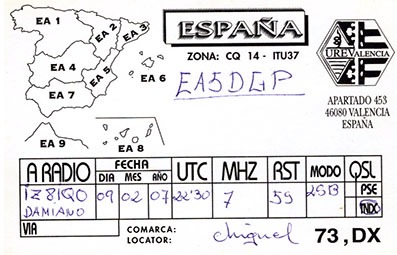 ESPAÑA
ZONA: CQ 14 - ITU37
EA5DGP
EA 1
EA 2
EA 3
EA 4
EA 5
EA 6
EA 7
EA 8
EA 9
URE VALENCIA
APARTADO 453
46080 VALENCIA
ESPAÑA
A RADIO FECHA UTC MHZ RST MODO QSL
DIA MES AÑO
IZ8IQO 09 02 07 22'30 7 59 2SB PSE
DAMIANO TNX
VIA
COMARCA:
LOCATOR:
Miguel 73, DX